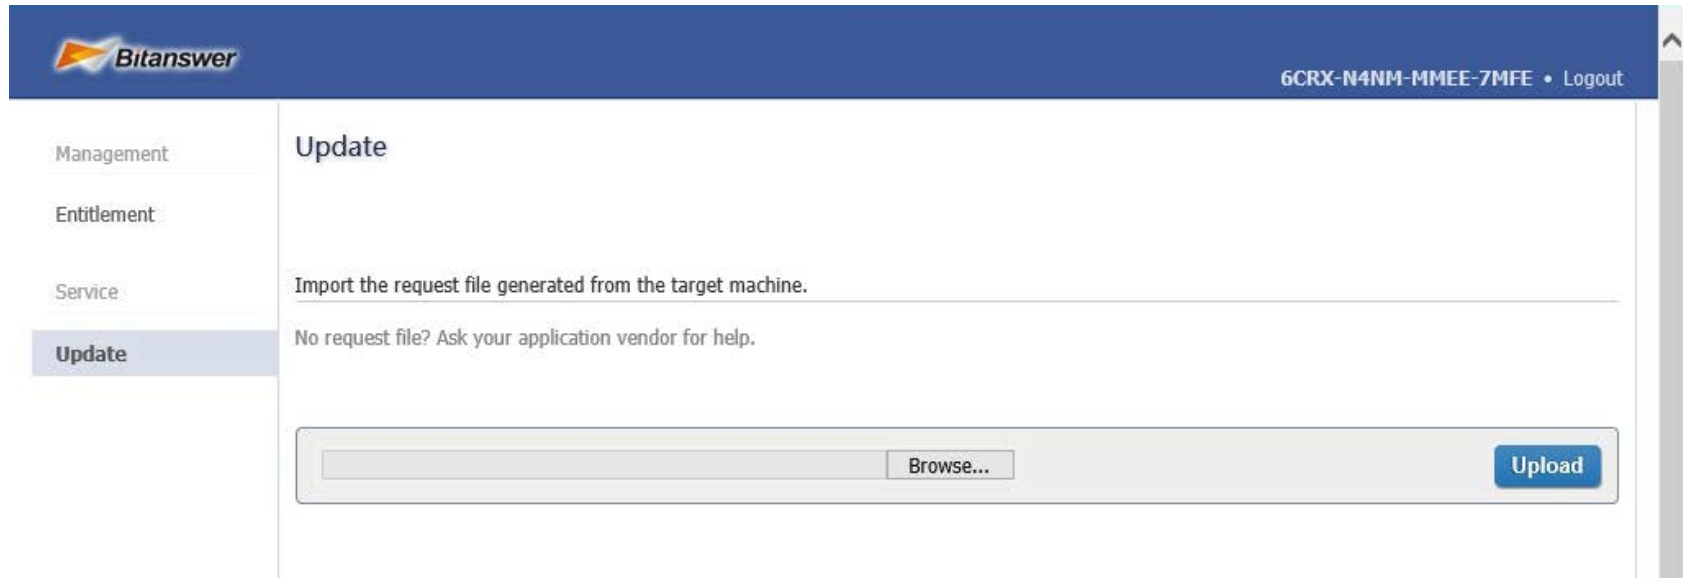 Bitanswer
6CRX-N4NM-MMEE-7MFE • Logout
Management
Entitlement
Service
Update
Update
Import the request file generated from the target machine.
No request file? Ask your application vendor for help.
Browse...
Upload